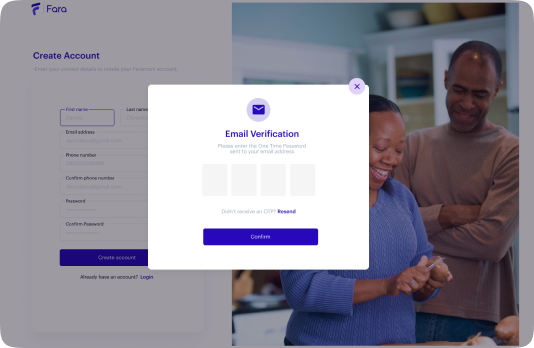 Fara
Create Account
Enter your correct details to create your Faramove account.
First name
Last name
Email address
Phone number
Confirm phone number
Password
Confirm Password
Create account
Already have an account? Login
Email Verification
Please enter the One Time Password
sent to your email address
Didn't receive an OTP? Resend
Confirm